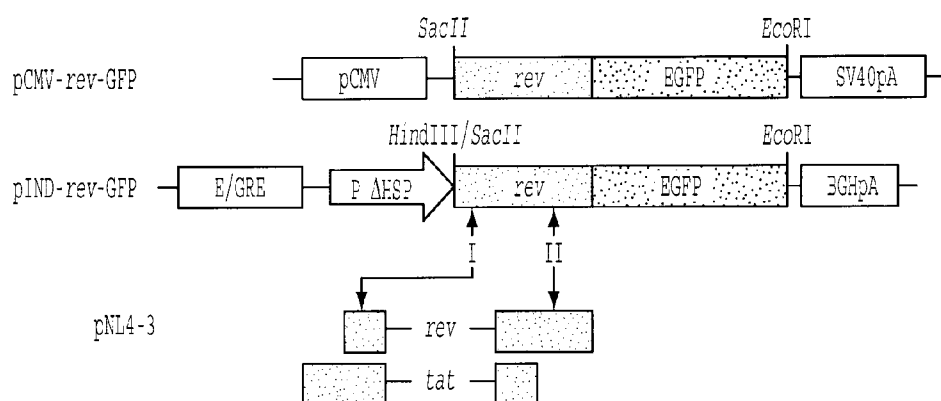 SacII EcoRI
pCMV-rev-GFP pCMV rev EGFP SV40pA
HindIII/SacII EcoRI
pIND-rev-GFP E/GRE P ΔHSP rev EGFP BGHpA
I II
pNL4-3 rev
tat